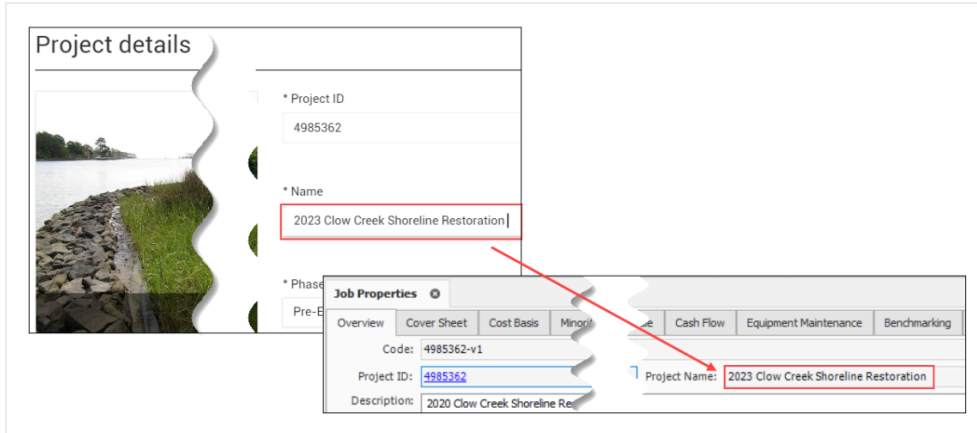 Project details
* Project ID
4985362
* Name
2023 Clow Creek Shoreline Restoration
* Phase
Pre-E
Job Properties
Overview Cover Sheet Cost Basis Cash Flow Equipment Maintenance Benchmarking
Code: 4985362-v1
Project ID: 4985362 Project Name: 2023 Clow Creek Shoreline Restoration
Description: 2020 Clow Creek Shoreline Re